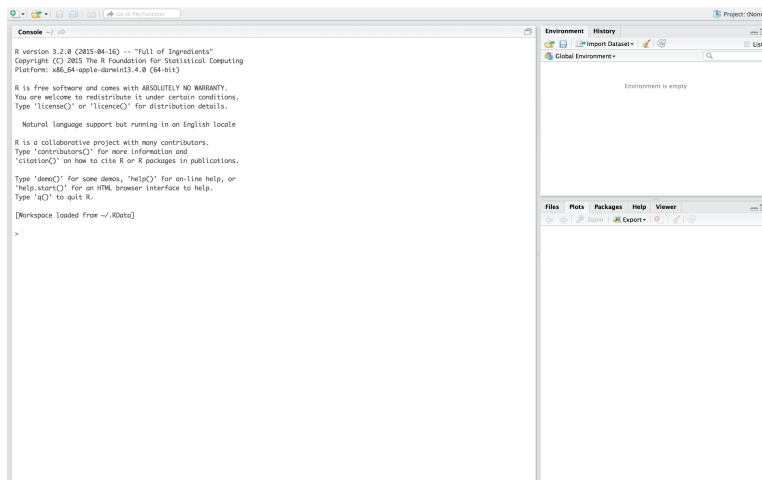 Go to file/function
Project: (None
Console ~/
R version 3.2.0 (2015-04-16) -- "Full of Ingredients"
Copyright (C) 2015 The R Foundation for Statistical Computing
Platform: x86_64-apple-darwin13.4.0 (64-bit)
R is free software and comes with ABSOLUTELY NO WARRANTY.
You are welcome to redistribute it under certain conditions.
Type 'license()' or 'licence()' for distribution details.
Natural language support but running in an English locale
R is a collaborative project with many contributors.
Type 'contributors()' for more information and
'citation()' on how to cite R or R packages in publications.
Type 'demo()' for some demos, 'help()' for on-line help, or
'help.start()' for an HTML browser interface to help.
Type 'q()' to quit R.
[Workspace loaded from ~/.RData]
>
Environment History
Import Dataset
List
Global Environment
Environment is empty
Files Plots Packages Help Viewer
Zoom Export